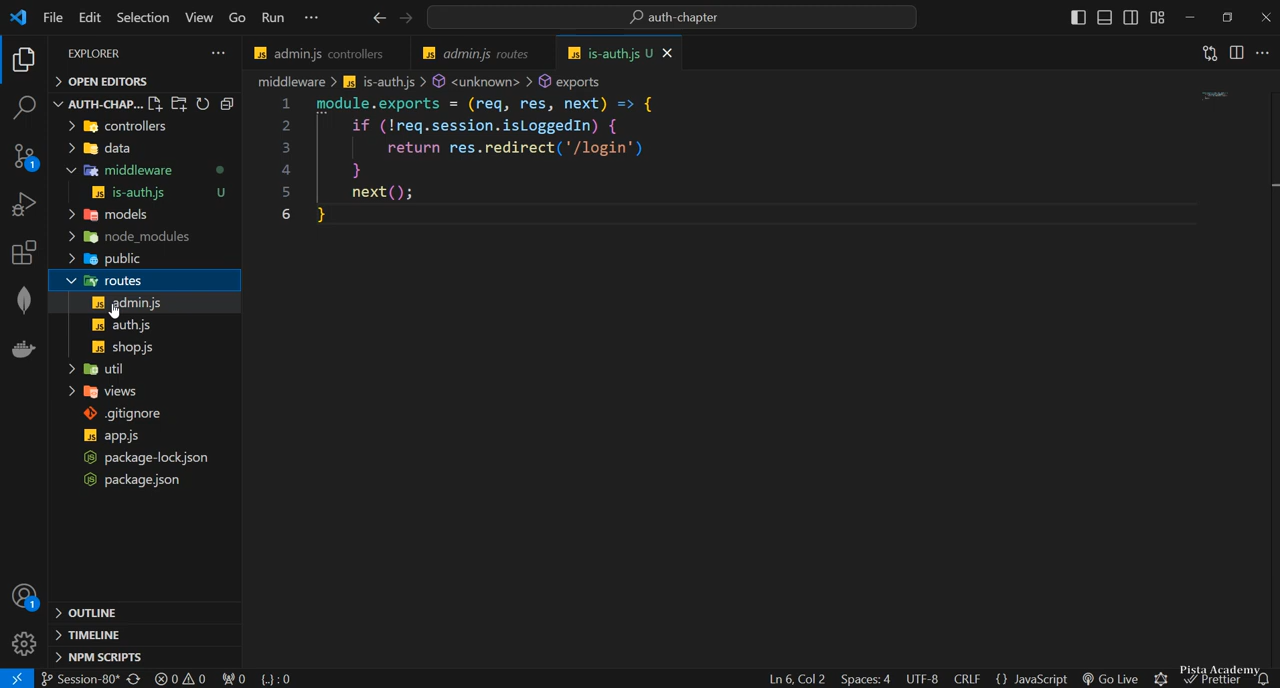 File Edit Selection View Go Run ···
auth-chapter
EXPLORER
OPEN EDITORS
AUTH-CHAP...
controllers
data
middleware
is-auth.js U
models
node_modules
public
routes
admin.js
auth.js
shop.js
util
views
.gitignore
app.js
package-lock.json
package.json
OUTLINE
TIMELINE
NPM SCRIPTS
admin.js controllers admin.js routes is-auth.js U
middleware > is-auth.js > <unknown> > exports
1 module.exports = (req, res, next) => {
2 if (!req.session.isLoggedIn) {
3 return res.redirect('/login')
4 }
5 next();
6 }
1
1
Session-80* 0 0 0 {..} : 0 Ln 6, Col 2 Spaces: 4 UTF-8 CRLF {} JavaScript Go Live Prettier
Pista Academy